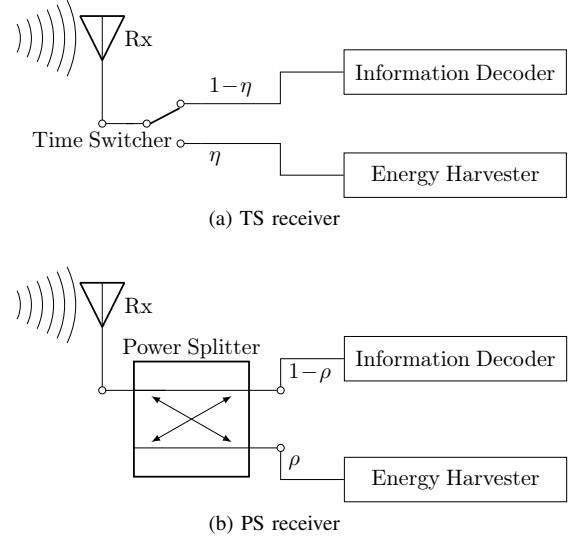 Rx
Information Decoder
1−η
Time Switcher
η
Energy Harvester
(a) TS receiver
Rx
Power Splitter
Information Decoder
1−ρ
ρ
Energy Harvester
(b) PS receiver